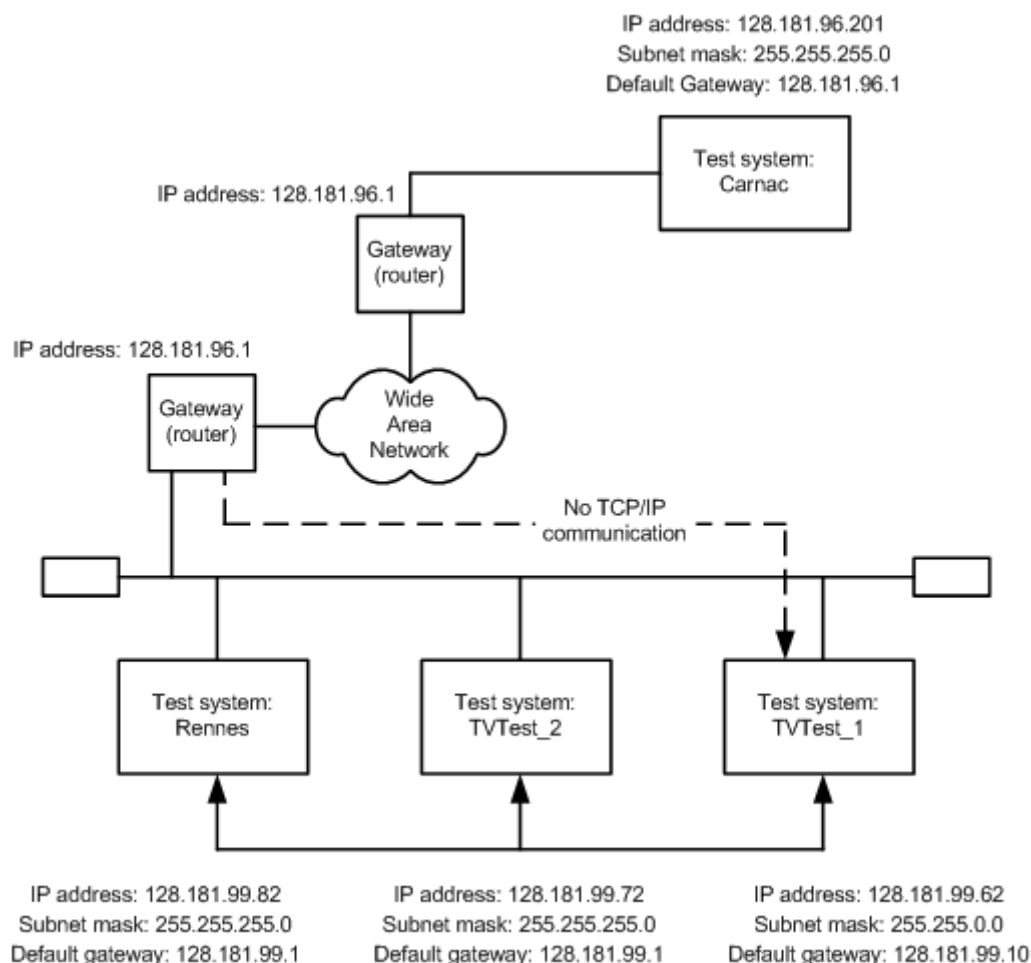 IP address: 128.181.96.201
Subnet mask: 255.255.255.0
Default Gateway: 128.181.96.1
Test system:
Carnac
IP address: 128.181.96.1
Gateway
(router)
IP address: 128.181.96.1
Gateway
(router)
Wide
Area
Network
No TCP/IP
communication
Test system:
Rennes
Test system:
TVTest_2
Test system:
TVTest_1
IP address: 128.181.99.82
Subnet mask: 255.255.255.0
Default gateway: 128.181.99.1
IP address: 128.181.99.72
Subnet mask: 255.255.255.0
Default gateway: 128.181.99.1
IP address: 128.181.99.62
Subnet mask: 255.255.0.0
Default gateway: 128.181.99.10